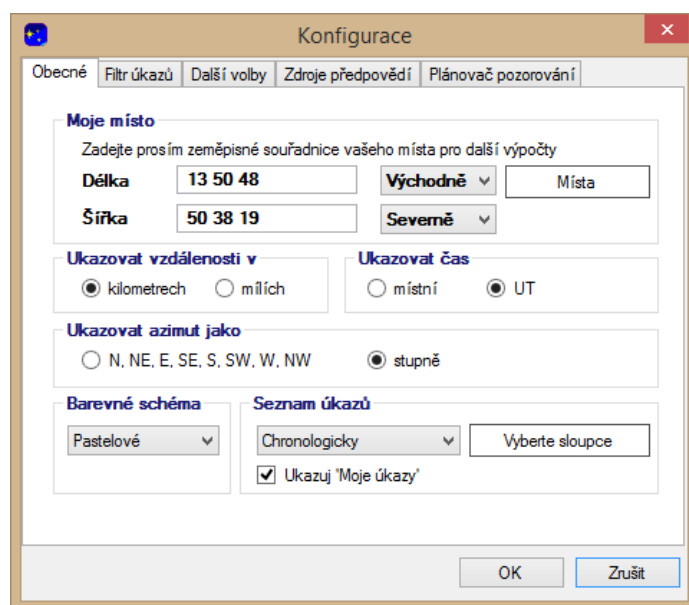 Konfigurace
Obecné Filtr úkazů Další volby Zdroje předpovědí Plánovač pozorování
Moje místo
Zadejte prosím zeměpisné souřadnice vašeho místa pro další výpočty
Délka 13 50 48 Východně Místa
Šířka 50 38 19 Severně
Ukazovat vzdálenosti v Ukazovat čas
kilometrech mílích místní UT
Ukazovat azimut jako
N, NE, E, SE, S, SW, W, NW stupně
Barevné schéma Seznam úkazů
Pastelové Chronologicky Vyberte sloupce
Ukazuj 'Moje úkazy'
OK Zrušit